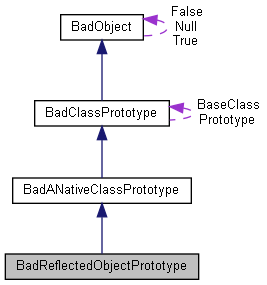 BadObject
False
Null
True
BadClassPrototype
BaseClass
Prototype
BadANativeClassPrototype
BadReflectedObjectPrototype